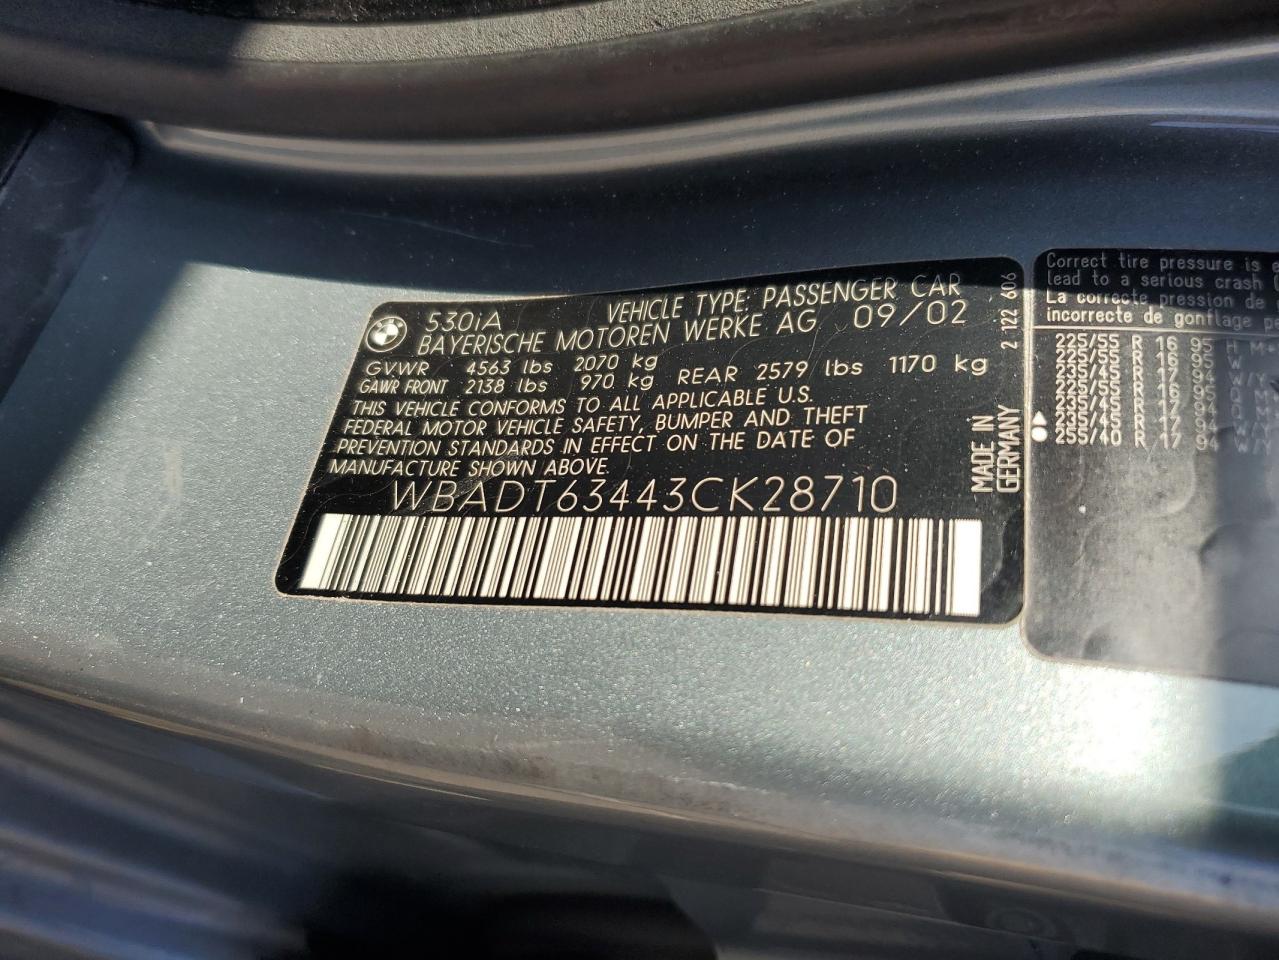 530iA VEHICLE TYPE: PASSENGER CAR
BAYERISCHE MOTOREN WERKE AG 09/02
GVWR 4563 lbs 2070 kg
GAWR FRONT 2138 lbs 970 kg REAR 2579 lbs 1170 kg
THIS VEHICLE CONFORMS TO ALL APPLICABLE U.S.
FEDERAL MOTOR VEHICLE SAFETY, BUMPER AND THEFT
PREVENTION STANDARDS IN EFFECT ON THE DATE OF
MANUFACTURE SHOWN ABOVE.
WBADT63443CK28710
MADE IN
GERMANY
2 122 606
Correct tire pressure is
lead to a serious crash
La correcte pression de
incorrecte de gonflage
225/55 R 16 95
225/55 R 16 95
235/45 R 17
225/55 R 16
235/45 R 17 94
255/40 R 17 94